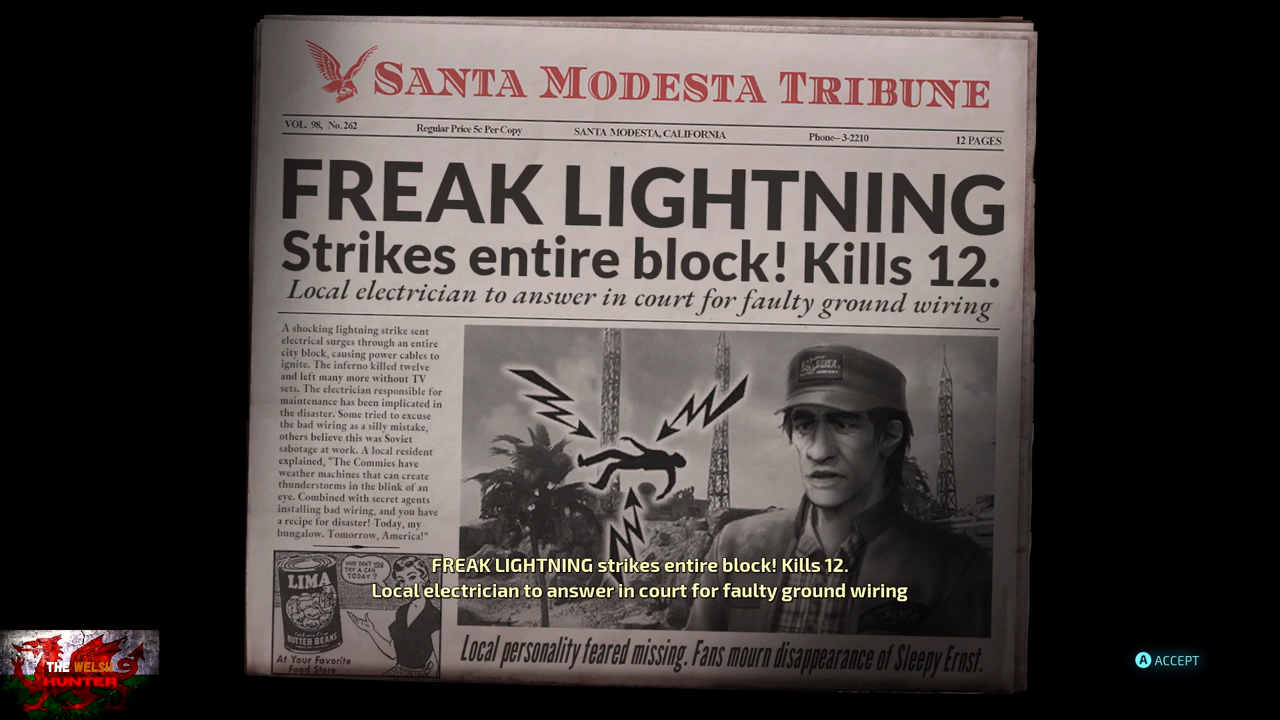 SANTA MODESTA TRIBUNE
VOL. 98, No. 262 Regular Price 5c Per Copy SANTA MODESTA, CALIFORNIA Phone–3-2210 12 PAGES
FREAK LIGHTNING
Strikes entire block! Kills 12.
Local electrician to answer in court for faulty ground wiring
A shocking lightning strike sent
electrical surges through an entire
city block, causing power cables to
ignite. The inferno killed twelve
and left many more without TV
sets. The electrician responsible for
maintenance has been implicated in
the disaster. Some tried to excuse
the bad wiring as a silly mistake,
others believe this was Soviet
sabotage at work. A local resident
explained, "The Commies have
weather machines that can create
thunderstorms in the blink of an
eye. Combined with secret agents
installing bad wiring, and you have
a recipe for disaster! Today, my
bungalow. Tomorrow, America!"
LIMA
BUTTER BEANS
WHY DON'T YOU
TRY A CAN
TODAY?
At Your Favorite
Food Store
FREAK LIGHTNING strikes entire block! Kills 12.
Local electrician to answer in court for faulty ground wiring
Local personality feared missing. Fans mourn disappearance of Sleepy Ernst.
THE WELSH
HUNTER
A ACCEPT